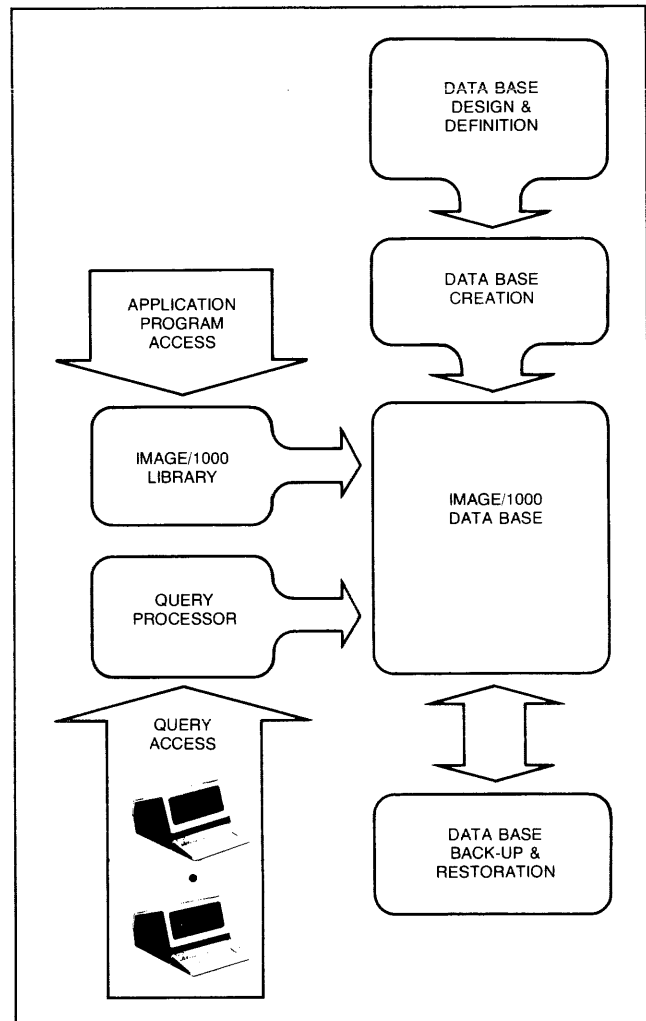 DATA BASE
DESIGN &
DEFINITION
DATA BASE
CREATION
APPLICATION
PROGRAM
ACCESS
IMAGE/1000
LIBRARY
IMAGE/1000
DATA BASE
QUERY
PROCESSOR
QUERY
ACCESS
DATA BASE
BACK-UP &
RESTORATION